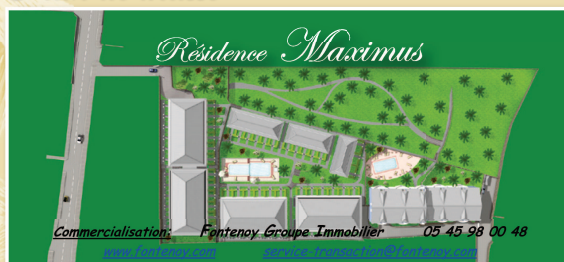 Résidence Maximus
Commercialisation: Fontenoy Groupe Immobilier 05 45 98 00 48
www.fontenoy.com service-transaction@fontenoy.com